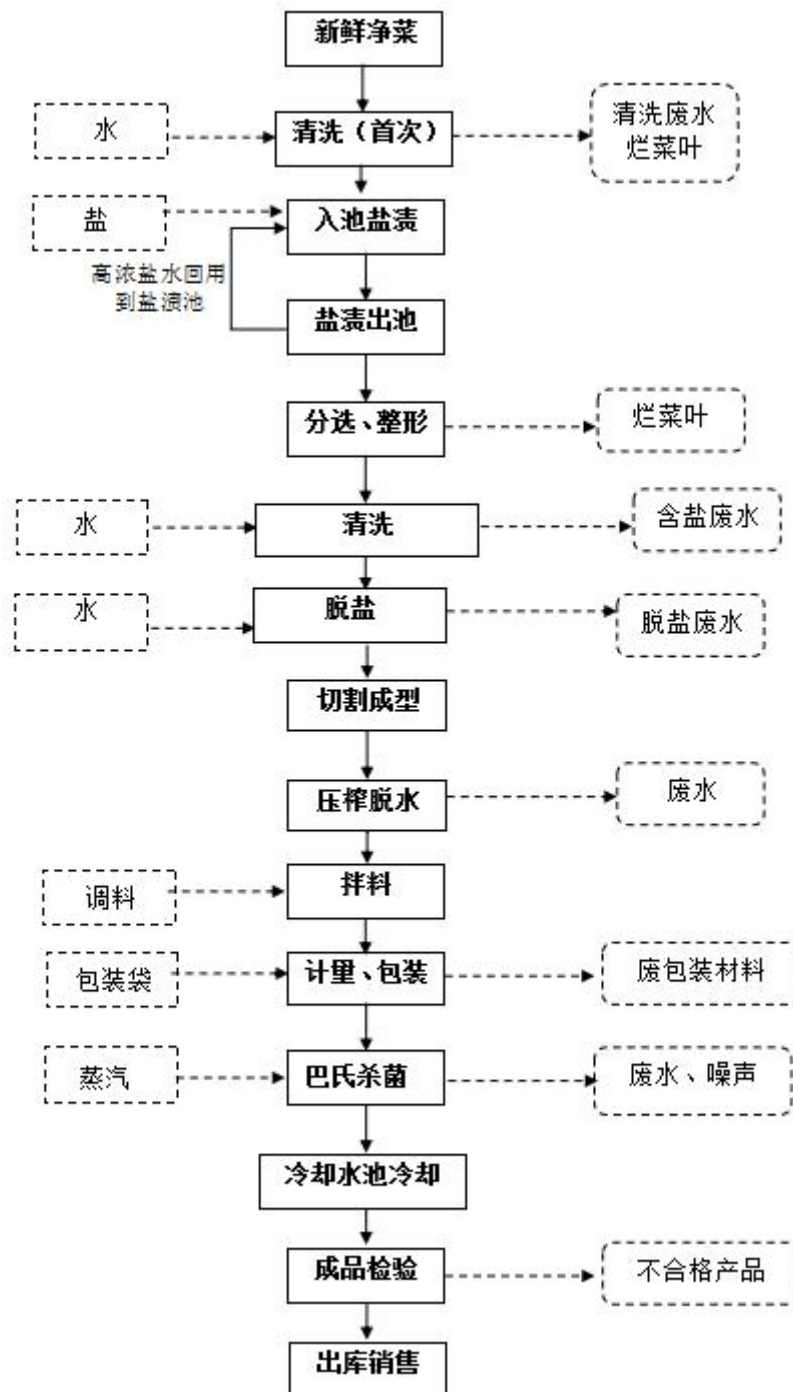 新鲜净菜
水
清洗（首次）
清洗废水
烂菜叶
盐
入池盐渍
高浓盐水回用
到盐渍池
盐渍出池
分选、整形
烂菜叶
水
清洗
含盐废水
水
脱盐
脱盐废水
切割成型
压榨脱水
废水
调料
拌料
包装袋
计量、包装
废包装材料
蒸汽
巴氏杀菌
废水、噪声
冷却水池冷却
成品检验
不合格产品
出库销售